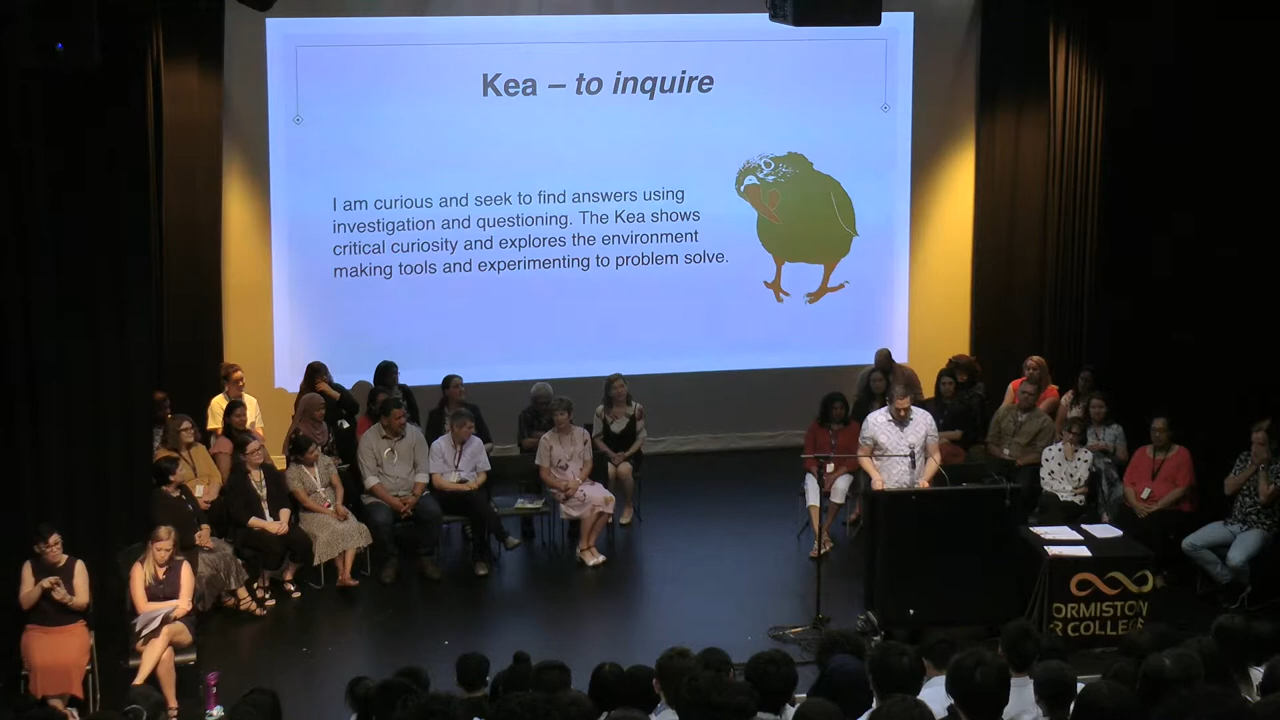 Kea – to inquire
I am curious and seek to find answers using
investigation and questioning. The Kea shows
critical curiosity and explores the environment
making tools and experimenting to problem solve.
ORMISTON
R COLLEGE